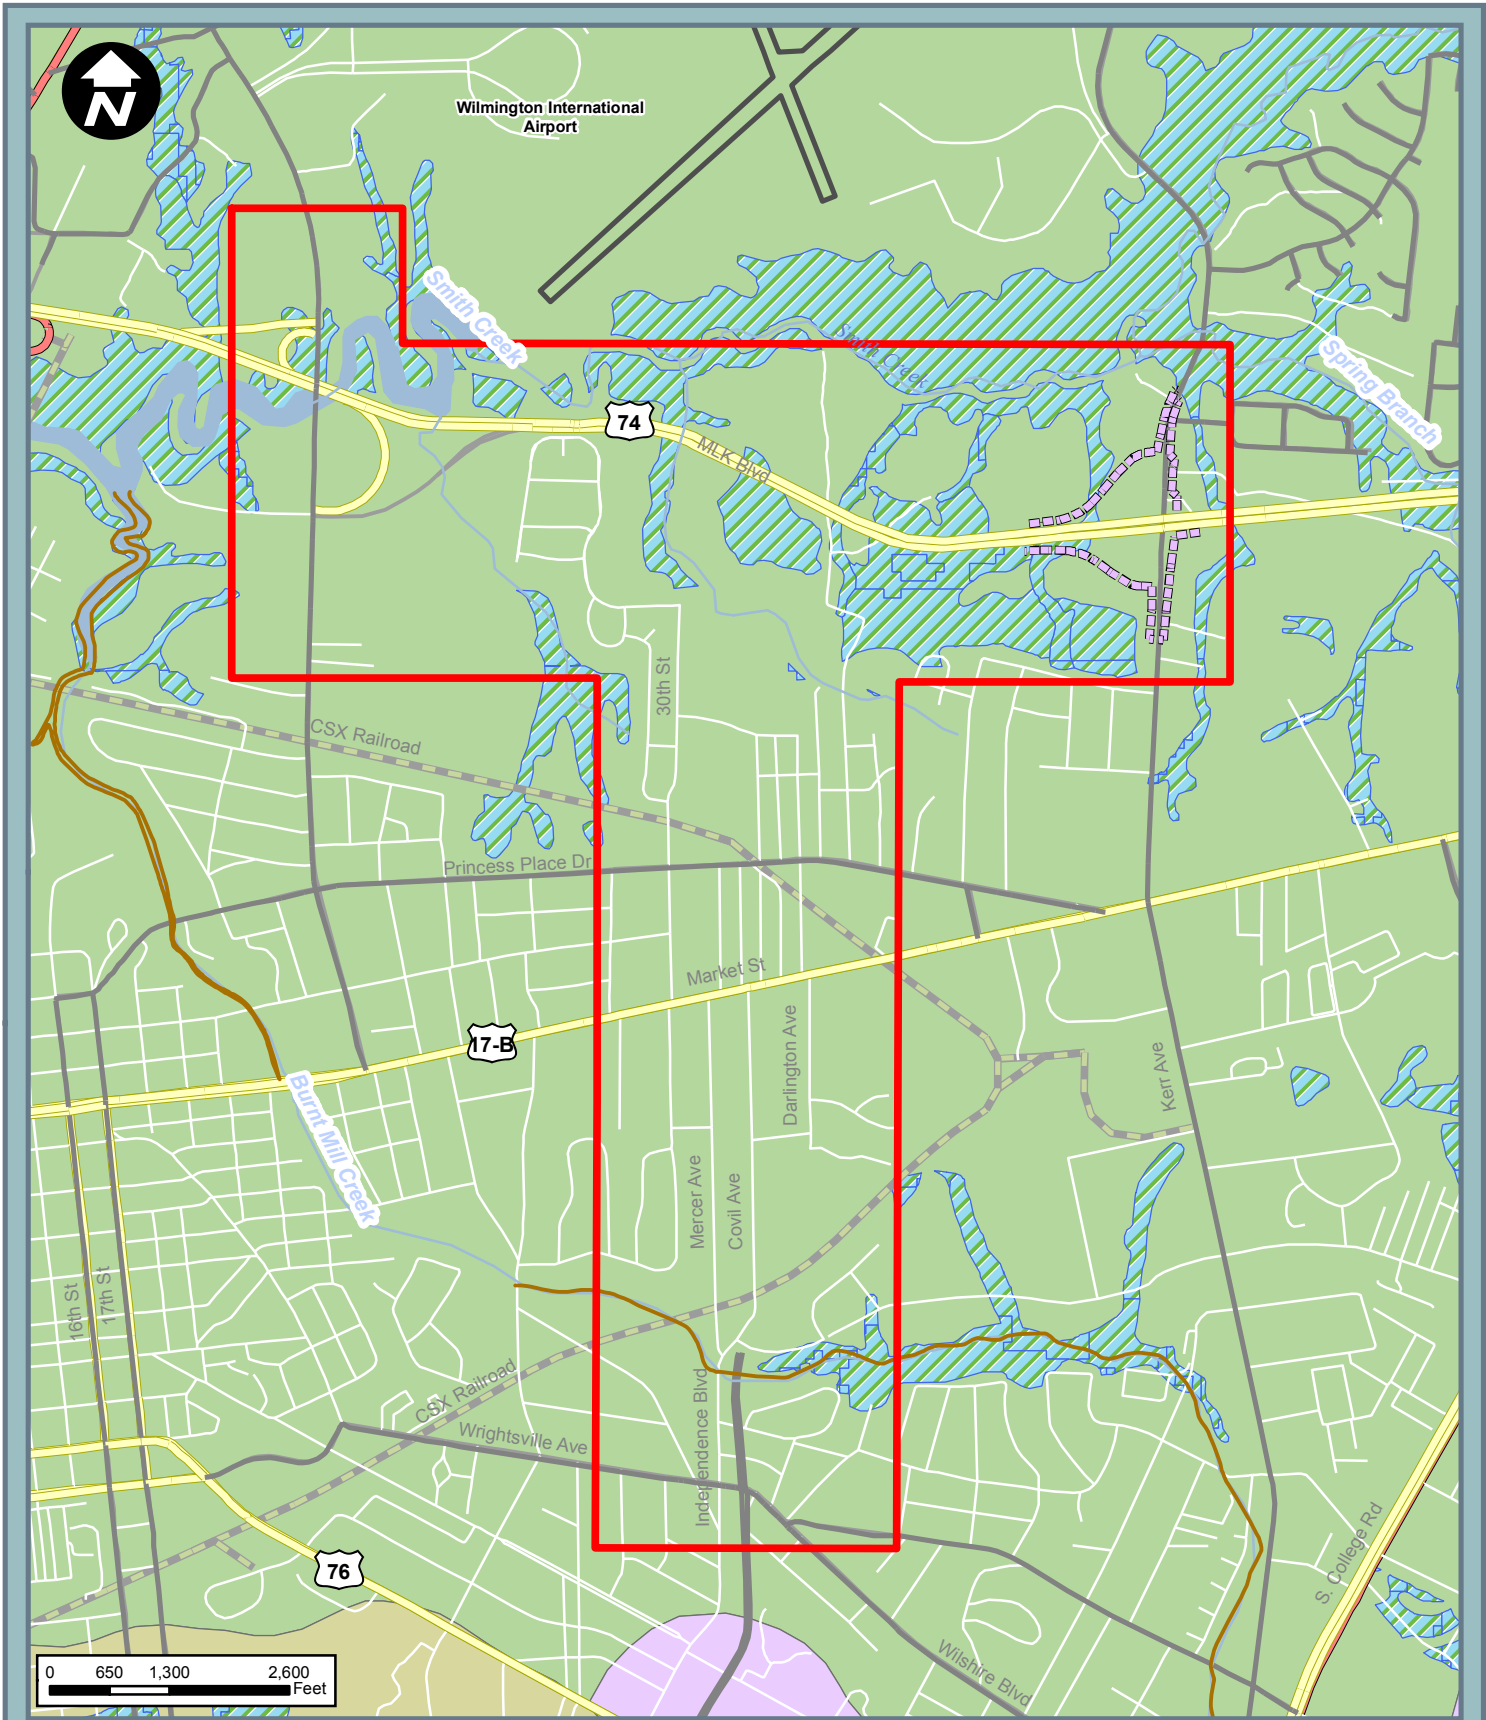 N
Wilmington International
Airport
Smith Creek
Smith Creek
Spring Branch
74
MLK Blvd
30th St
CSX Railroad
Princess Place Dr
Market St
17-B
Darlington Ave
Kerr Ave
Burnt Mill Creek
Mercer Ave
Covil Ave
16th St
17th St
CSX Railroad
Independence Blvd
Wrightsville Ave
S. College Rd
76
Wilshire Blvd
0 650 1,300 2,600
Feet